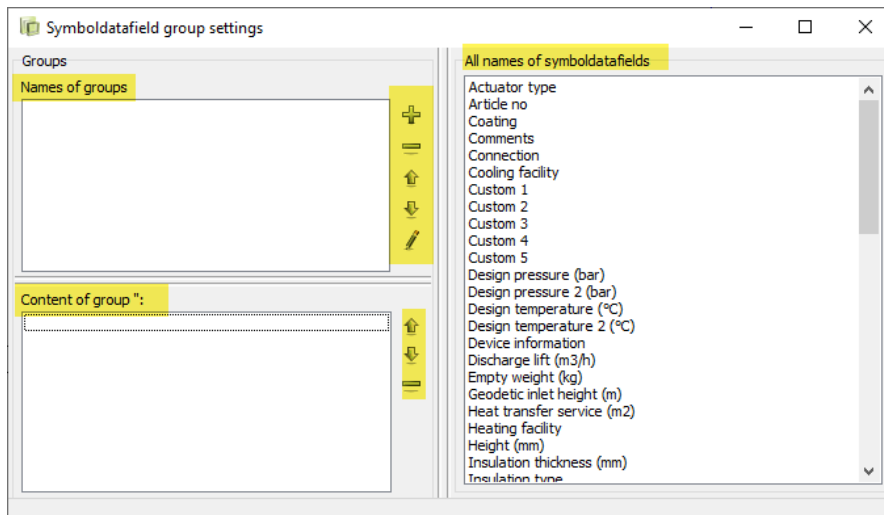 Symboldatafield group settings
Groups
Names of groups
Content of group '':
All names of symboldatafields
Actuator type
Article no
Coating
Comments
Connection
Cooling facility
Custom 1
Custom 2
Custom 3
Custom 4
Custom 5
Design pressure (bar)
Design pressure 2 (bar)
Design temperature (°C)
Design temperature 2 (°C)
Device information
Discharge lift (m3/h)
Empty weight (kg)
Geodetic inlet height (m)
Heat transfer service (m2)
Heating facility
Height (mm)
Insulation thickness (mm)
Insulation type